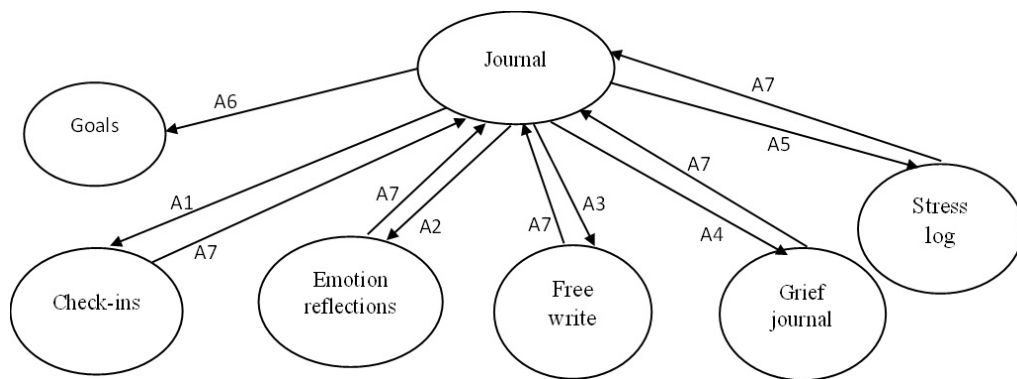 Journal
A7
A6
Goals
A5
A7
A1
A7
A3
Stress
log
A7
A2
A7
A4
Emotion
reflections
Check-ins
Free
write
Grief
journal